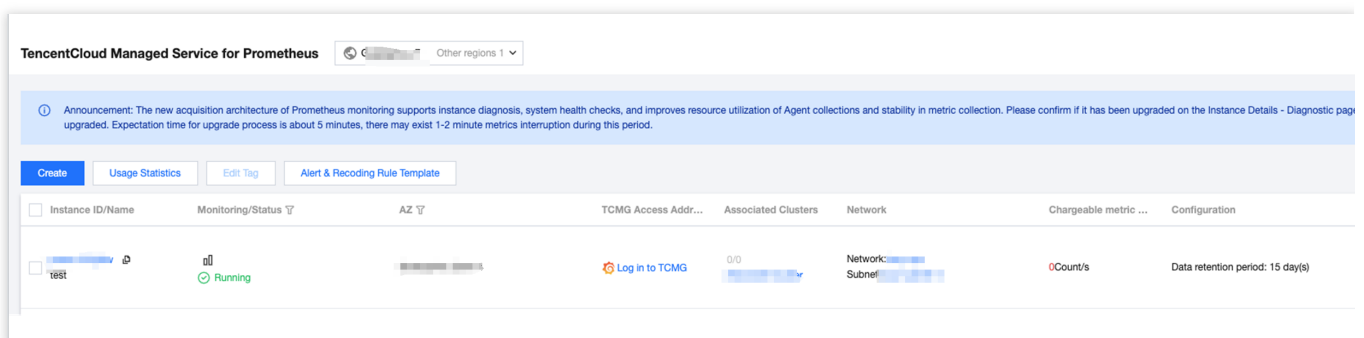 TencentCloud Managed Service for Prometheus
Other regions 1
Announcement: The new acquisition architecture of Prometheus monitoring supports instance diagnosis, system health checks, and improves resource utilization of Agent collections and stability in metric collection. Please confirm if it has been upgraded on the Instance Details - Diagnostic page
upgraded. Expectation time for upgrade process is about 5 minutes, there may exist 1-2 minute metrics interruption during this period.
Create Usage Statistics Edit Tag Alert & Recoding Rule Template
Instance ID/Name Monitoring/Status AZ TCMG Access Addr... Associated Clusters Network Chargeable metric ... Configuration
test
Running
Log in to TCMG
0/0
Network:
Subnet
0Count/s
Data retention period: 15 day(s)